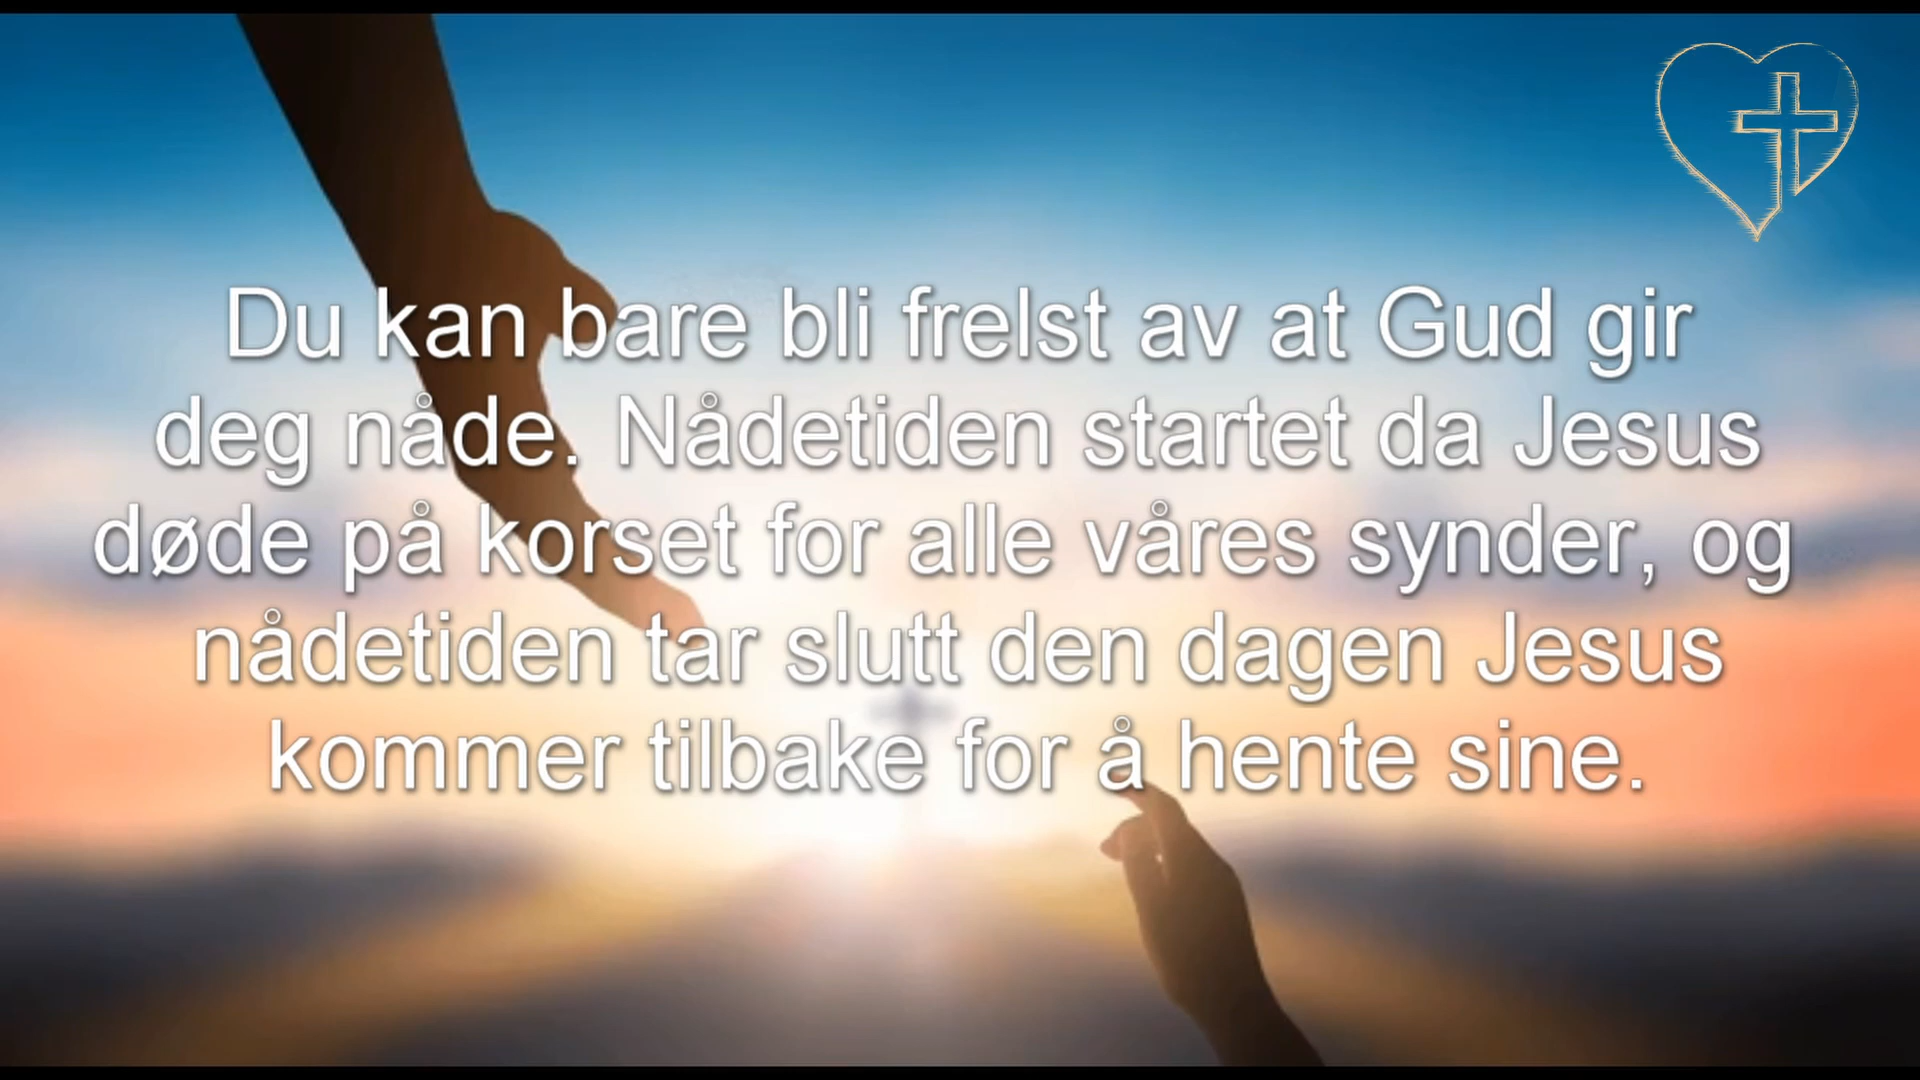 Du kan bare bli frelst av at Gud gir
deg nåde. Nådetiden startet da Jesus
døde på korset for alle våres synder, og
nådetiden tar slutt den dagen Jesus
kommer tilbake for å hente sine.